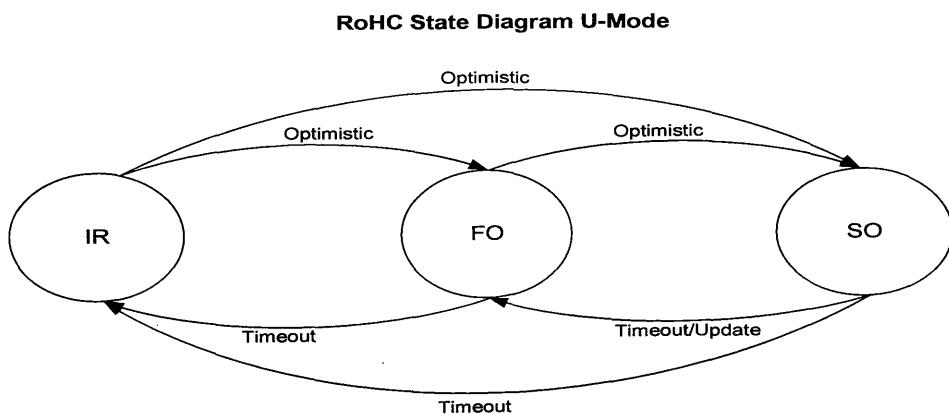 RoHC State Diagram U-Mode
Optimistic
Optimistic
Optimistic
IR
FO
SO
Timeout
Timeout/Update
Timeout